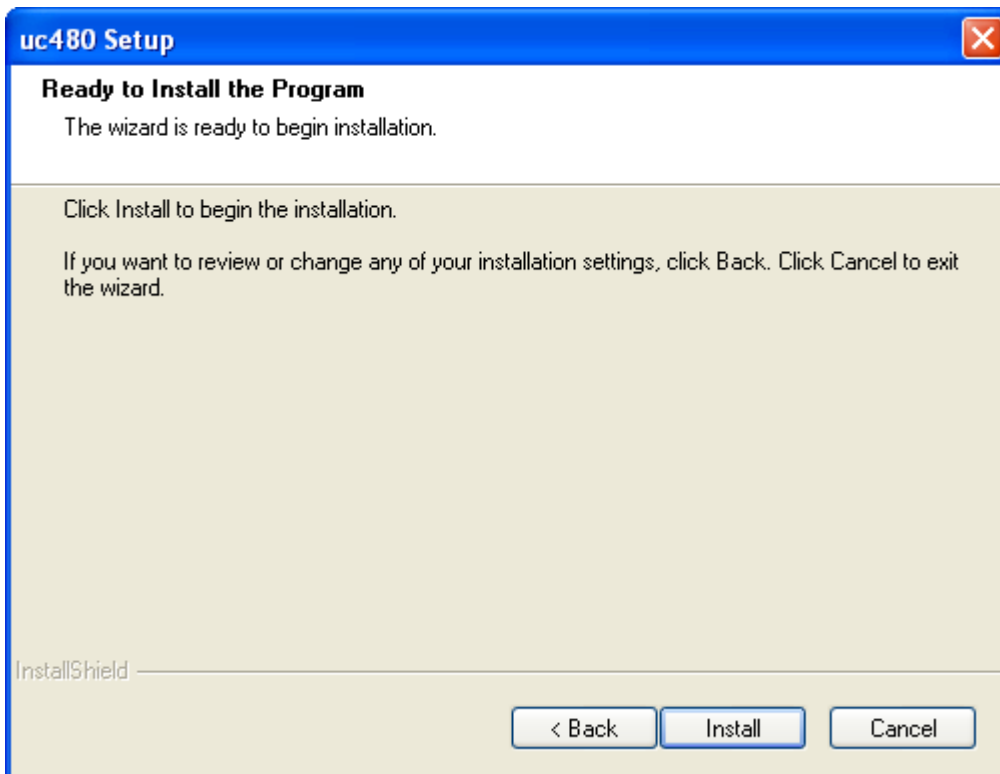 uc480 Setup
Ready to Install the Program
The wizard is ready to begin installation.
Click Install to begin the installation.
If you want to review or change any of your installation settings, click Back. Click Cancel to exit
the wizard.
InstallShield
< Back
Install
Cancel